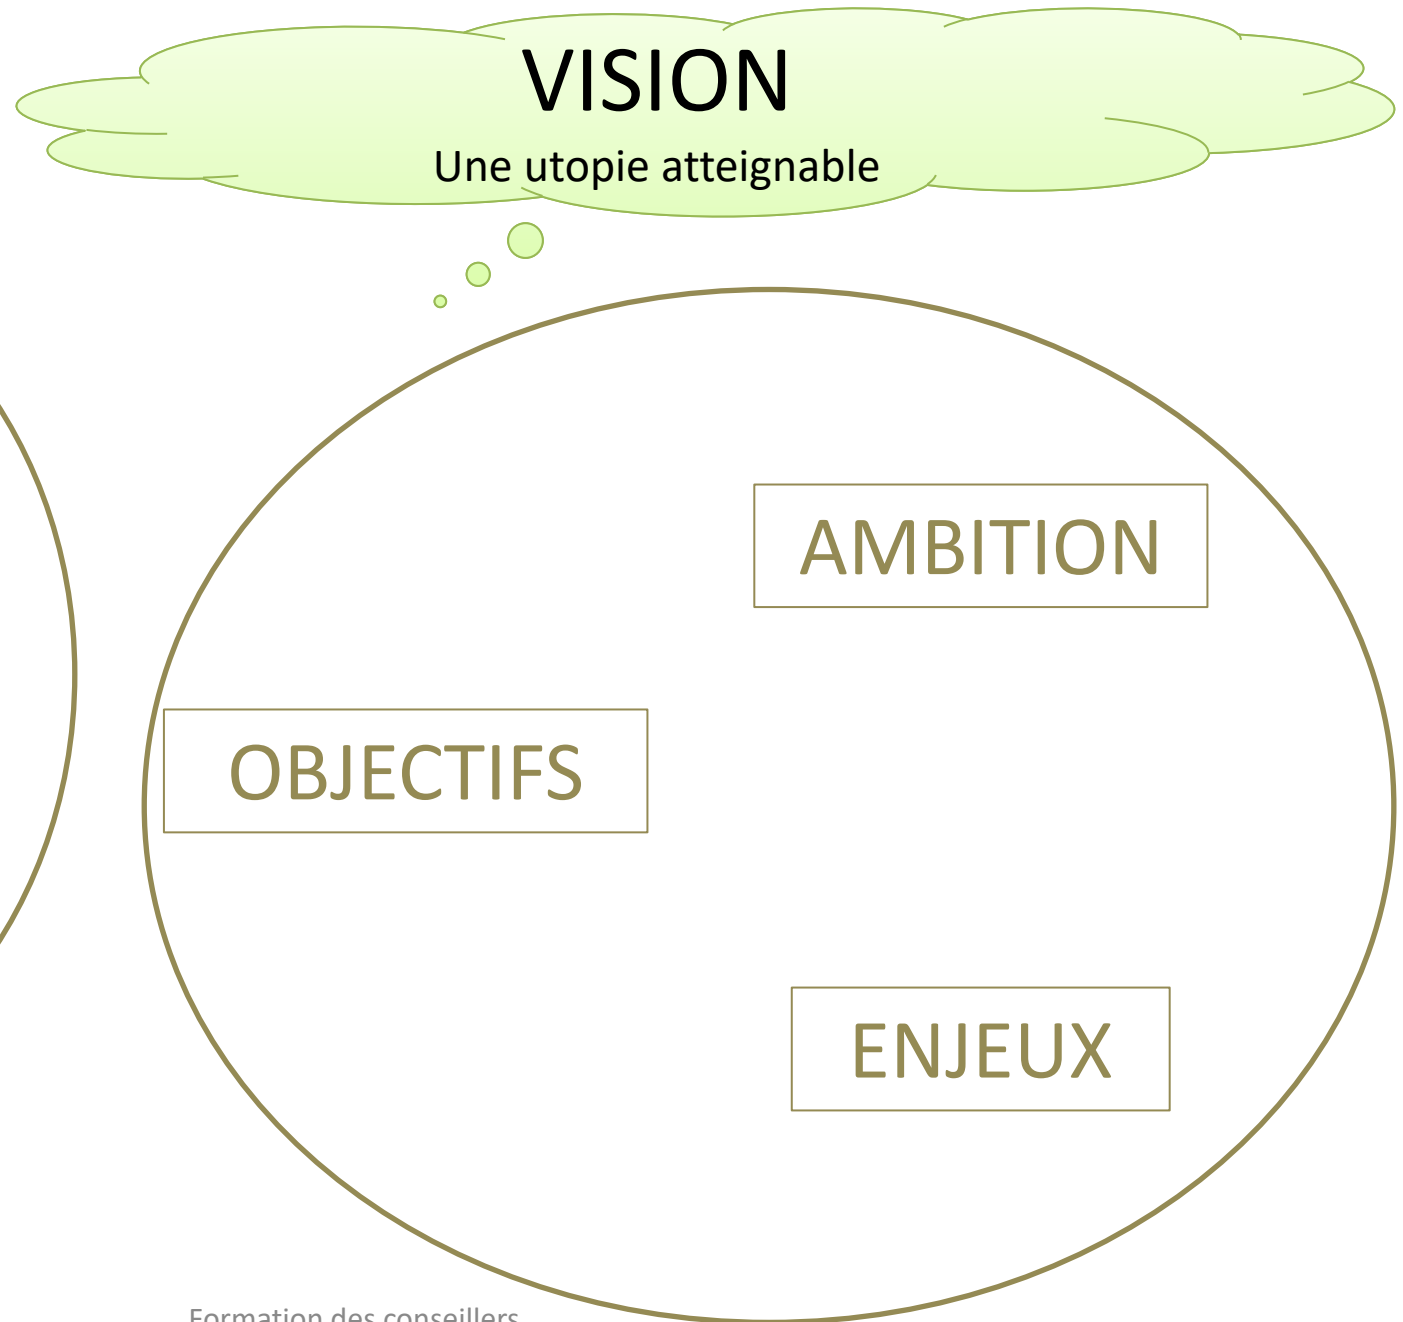 VISION
Une utopie atteignable
AMBITION
OBJECTIFS
ENJEUX
Formation des conseillers